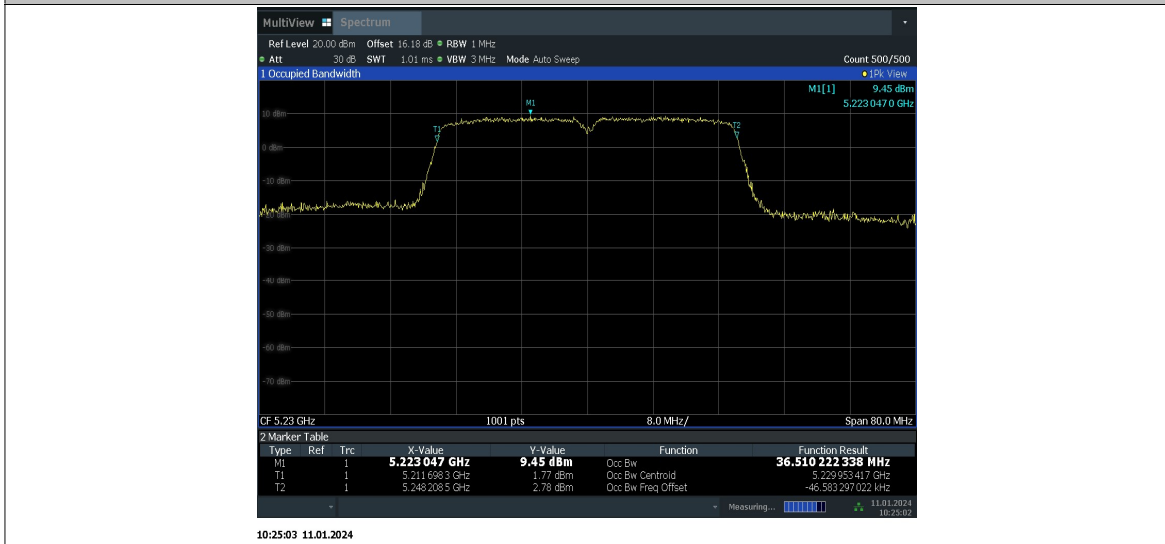 MultiView Spectrum
Ref Level 20.00 dBm Offset 16.18 dB RBW 1 MHz
Att 30 dB SWT 1.01 ms VBW 3 MHz Mode Auto Sweep Count 500/500
1 Occupied Bandwidth 1Pk View
M1[1] 9.45 dBm
5.223 047 0 GHz
M1
10 dBm
T1
T2
0 dBm
-10 dBm
-20 dBm
-30 dBm
-40 dBm
-50 dBm
-60 dBm
-70 dBm
CF 5.23 GHz 1001 pts 8.0 MHz/ Span 80.0 MHz
2 Marker Table
Type Ref Trc X-Value Y-Value Function Function Result
M1 1 5.223 047 GHz 9.45 dBm Occ Bw 36.510 222 338 MHz
T1 1 5.211 698 3 GHz 1.77 dBm Occ Bw Centroid 5.229 953 417 GHz
T2 1 5.248 208 5 GHz 2.78 dBm Occ Bw Freq Offset -46.583 297 022 kHz
Measuring... 11.01.2024
10:25:02
10:25:03 11.01.2024